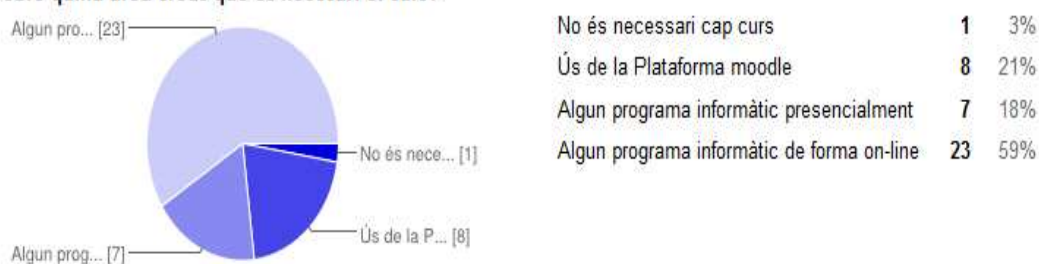 Algun pro... [23]
No és nece... [1]
Ús de la P... [8]
Algun prog... [7]
No és necessari cap curs 1 3%
Ús de la Plataforma moodle 8 21%
Algun programa informàtic presencialment 7 18%
Algun programa informàtic de forma on-line 23 59%